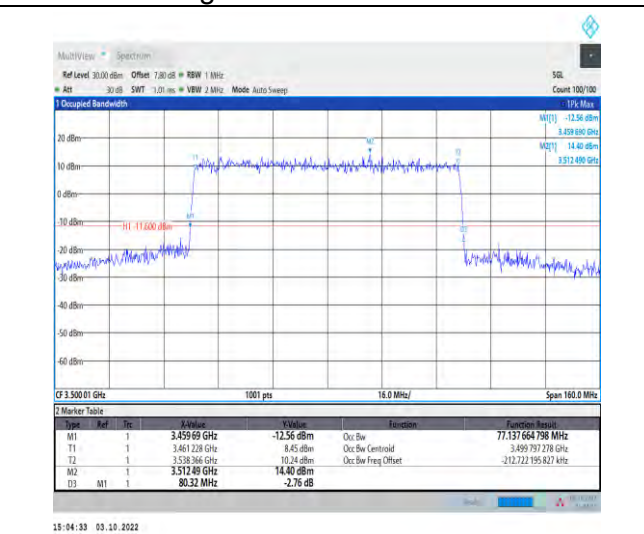 MultiView Spectrum
Ref Level 30.00 dBm Offset 7.80 dB RBW 1 MHz SGL
Att 30 dB SWT 1.01 ms VBW 2 MHz Mode Auto Sweep Count 100/100
1 Occupied Bandwidth 1Pk Max
M1[1] -12.56 dBm
3.459 690 GHz
M2[1] 14.40 dBm
3.512 490 GHz
20 dBm
M2
T1
10 dBm
0 dBm
M1
-10 dBm
H1 -11.600 dBm
D3
-20 dBm
-30 dBm
-40 dBm
-50 dBm
-60 dBm
CF 3.500 01 GHz 1001 pts 16.0 MHz/ Span 160.0 MHz
2 Marker Table
Type Ref Trc X-Value Y-Value Function Function Result
M1 1 3.459 69 GHz -12.56 dBm Occ Bw 77.137 664 798 MHz
T1 1 3.461 228 GHz 8.45 dBm Occ Bw Centroid 3.499 797 278 GHz
T2 1 3.538 366 GHz 10.24 dBm Occ Bw Freq Offset -212.722 195 827 kHz
M2 1 3.512 49 GHz 14.40 dBm
D3 M1 1 80.32 MHz -2.76 dB
15:04:33 03.10.2022